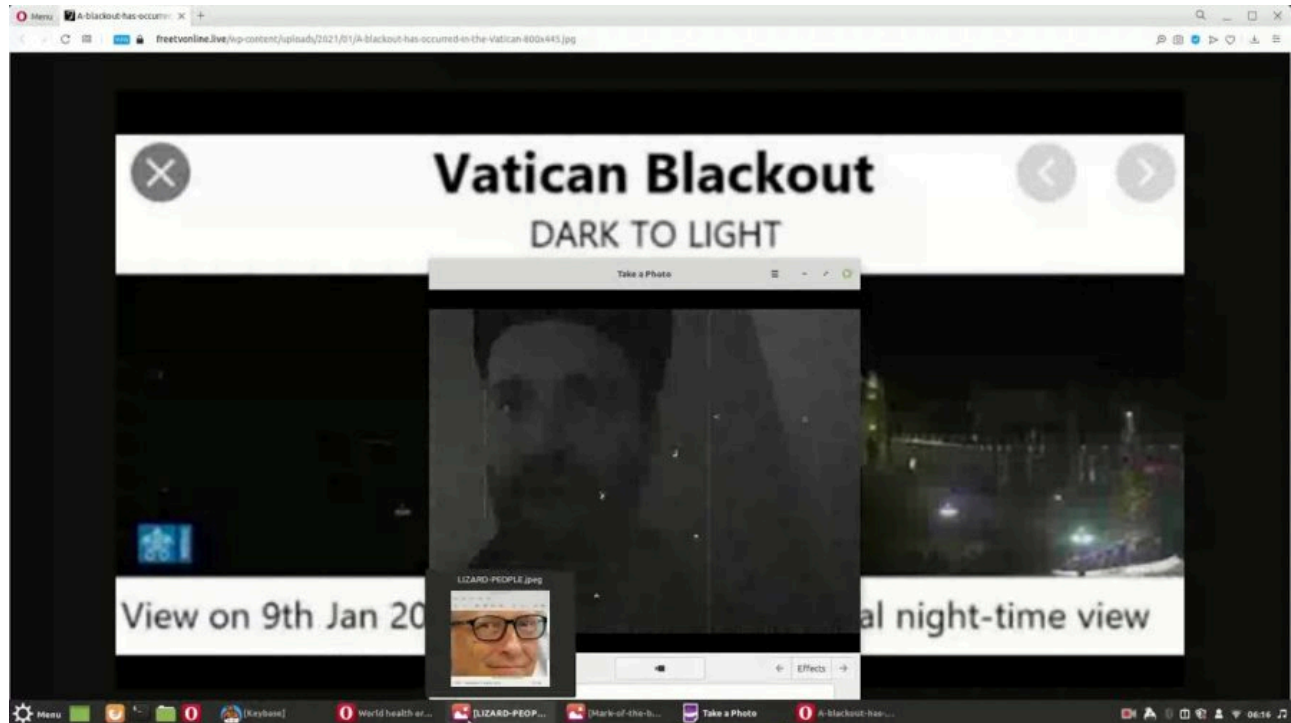 Menu
A-blackout-has-occurre
freetvonline.live/wp-content/uploads/2021/01/A-blackout-has-occurred-in-the-Vatican-800x445.jpg
Vatican Blackout
DARK TO LIGHT
Take a Photo
LIZARD-PEOPLE.jpeg
View on 9th Jan 20
al night-time view
Effects
Menu
[Keybase]
World health or...
[LIZARD-PEOP...
[Mark-of-the-b...
Take a Photo
A-blackout-has-...
06:16